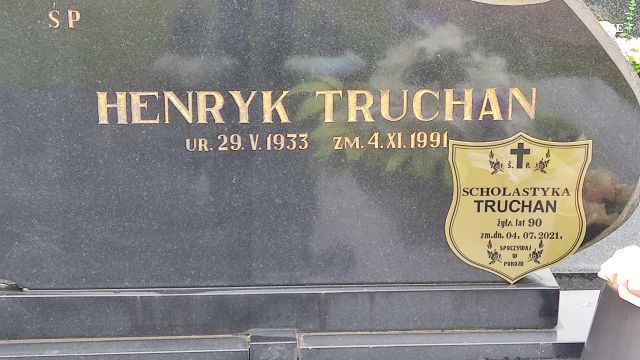 Ś P
HENRYK TRUCHAN
UR. 29. V. 1933 ZM. 4. XI. 1991
Ś. P.
SCHOLASTYKA
TRUCHAN
żyła lat 90
zm.dn. 04. 07. 2021.
SPOCZYWAJ
W
POKOJU